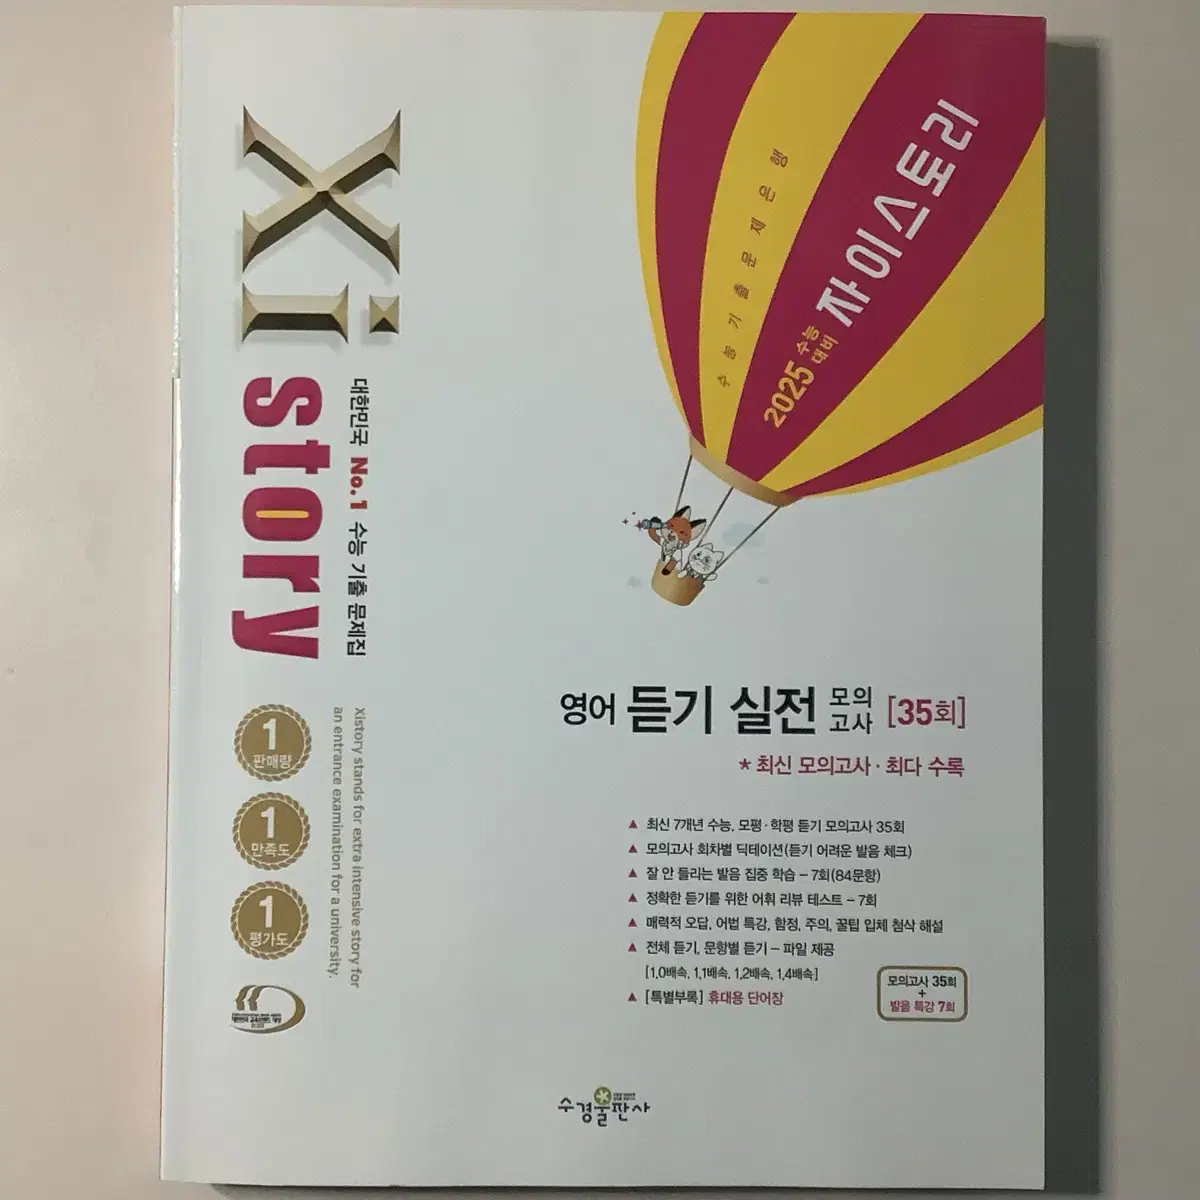 Xi story
대한민국 No.1 수능 기출 문제집
Xistory stands for extra intensive story for
an entrance examination for a university.
수능기출문제은행
2025 수능대비 자이스토리
1
판매량
1
만족도
1
평가도
영어 듣기 실전 모의고사 [35회]
* 최신 모의고사 · 최다 수록
▲ 최신 7개년 수능, 모평·학평 듣기 모의고사 35회
▲ 모의고사 회차별 딕테이션(듣기 어려운 발음 체크)
▲ 잘 안 들리는 발음 집중 학습 – 7회(84문항)
▲ 정확한 듣기를 위한 어휘 리뷰 테스트 – 7회
▲ 매력적 오답, 어법 특강, 함정, 주의, 꿀팁 입체 첨삭 해설
▲ 전체 듣기, 문항별 듣기 – 파일 제공
[1.0배속, 1.1배속, 1.2배속, 1.4배속]
▲ [특별부록] 휴대용 단어장
모의고사 35회
+
발음 특강 7회
수경출판사